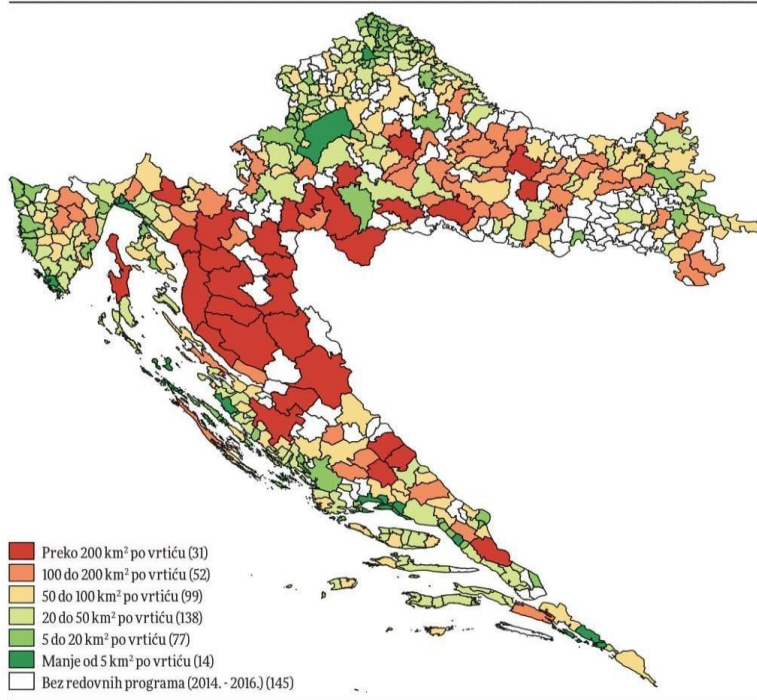 Preko 200 km² po vrtiću (31)
100 do 200 km² po vrtiću (52)
50 do 100 km² po vrtiću (99)
20 do 50 km² po vrtiću (138)
5 do 20 km² po vrtiću (77)
Manje od 5 km² po vrtiću (14)
Bez redovnih programa (2014. - 2016.) (145)